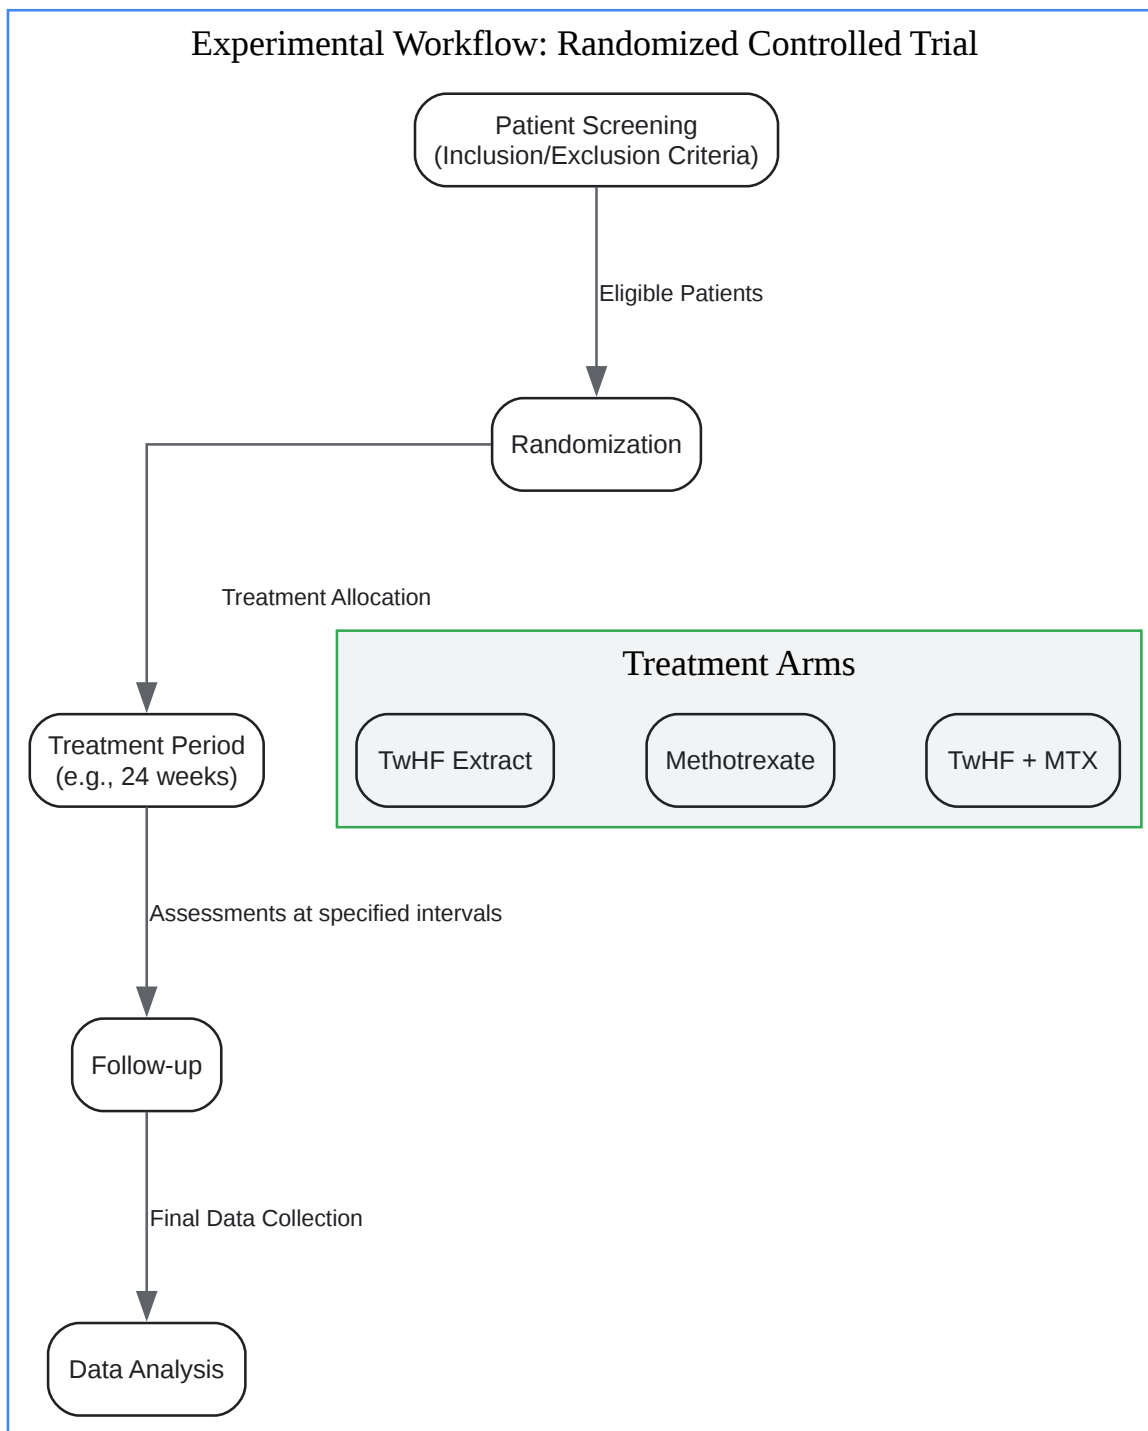 Experimental Workflow: Randomized Controlled Trial
Patient Screening
(Inclusion/Exclusion Criteria)
Eligible Patients
Randomization
Treatment Allocation
Treatment Arms
Treatment Period
(e.g., 24 weeks)
TwHF Extract
Methotrexate
TwHF + MTX
Assessments at specified intervals
Follow-up
Final Data Collection
Data Analysis